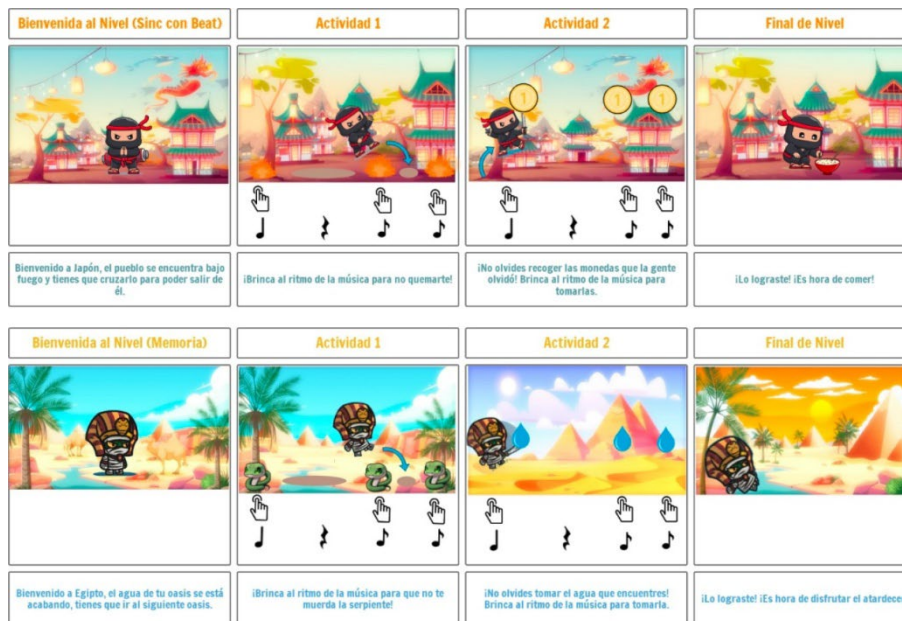 Bienvenida al Nivel (Sinc con Beat)
Actividad 1
Actividad 2
Final de Nivel
1
1
1
Bienvenido a Japón, el pueblo se encuentra bajo
fuego y tienes que cruzarlo para poder salir de
él.
¡Brinca al ritmo de la música para no quemarte!
¡No olvides recoger las monedas que la gente
olvidó! Brinca al ritmo de la música para
tomarlas.
¡Lo lograste! ¡Es hora de comer!
Bienvenida al Nivel (Memoria)
Actividad 1
Actividad 2
Final de Nivel
Bienvenido a Egipto, el agua de tu oasis se está
acabando, tienes que ir al siguiente oasis.
¡Brinca al ritmo de la música para que no te
muerda la serpiente!
¡No olvides tomar el agua que encuentres!
Brinca al ritmo de la música para tomarla.
¡Lo lograste! ¡Es hora de disfrutar el atardecer